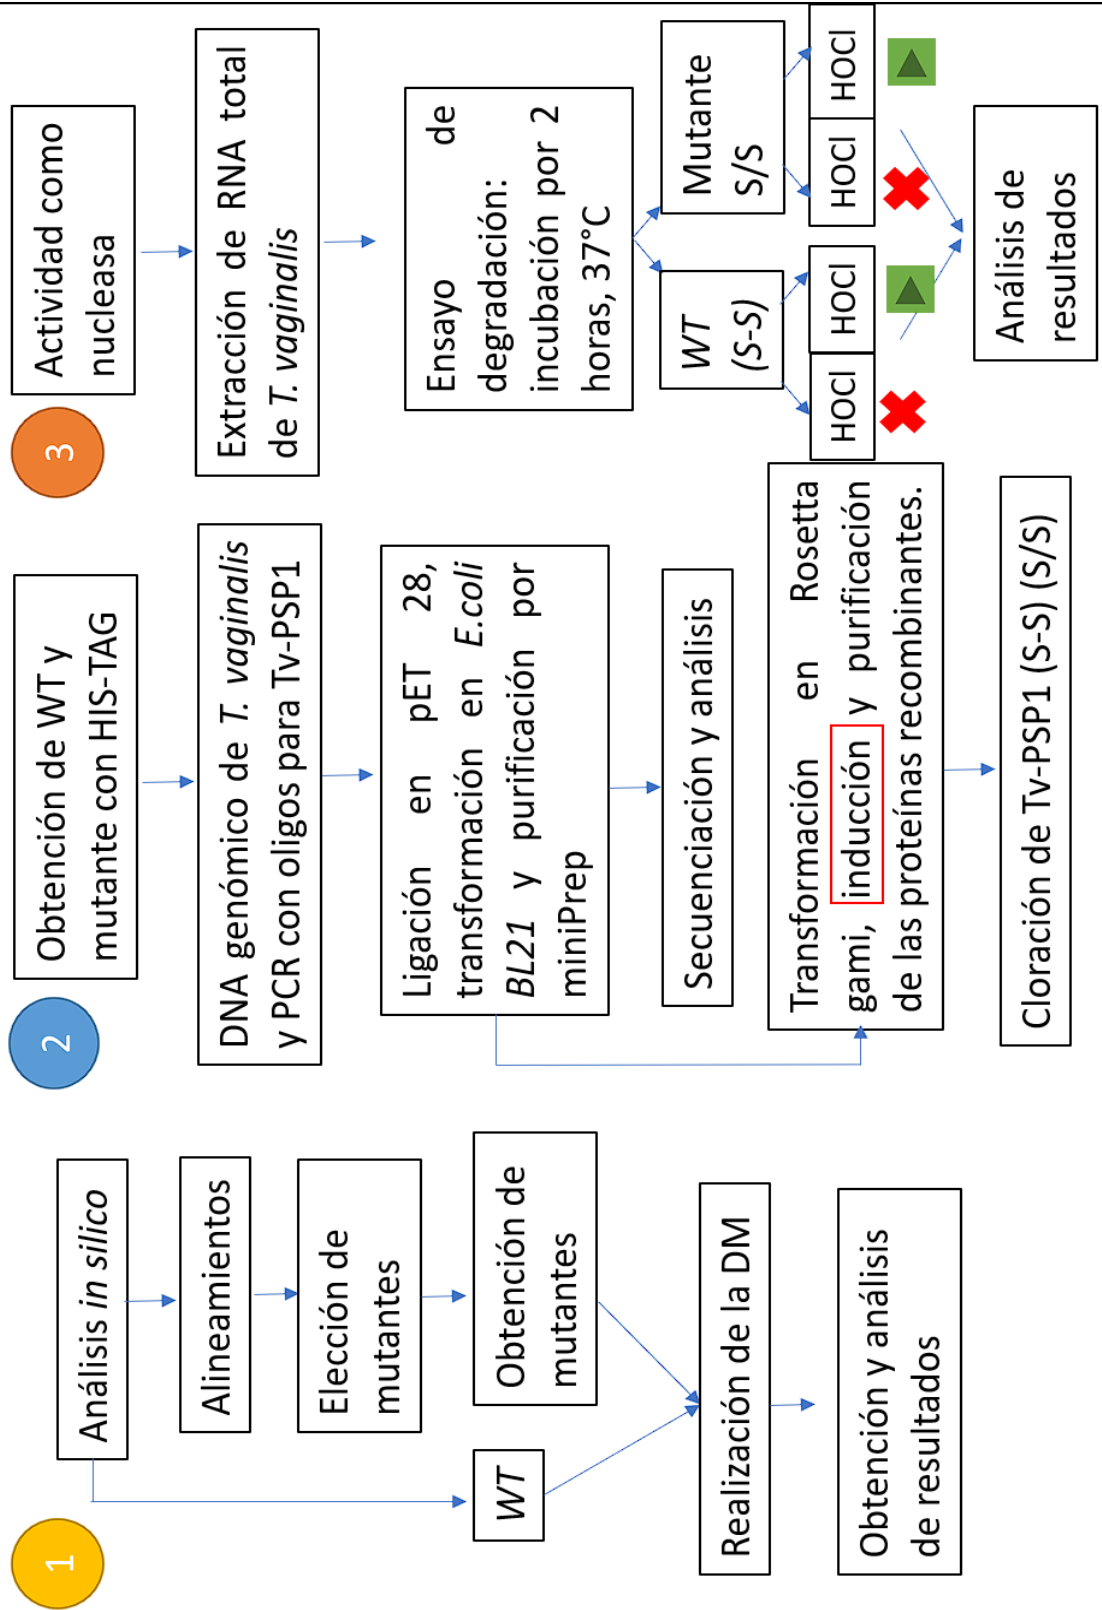 1
Análisis in silico
Alineamientos
Elección de
mutantes
WT
Obtención de
mutantes
Realización de la DM
Obtención y análisis
de resultados
2
Obtención de WT y
mutante con HIS-TAG
DNA genómico de T. vaginalis
y PCR con oligos para Tv-PSP1
Ligación en pET 28,
transformación en E.coli
BL21 y purificación por
miniPrep
Secuenciación y análisis
Transformación en Rosetta
gami, inducción y purificación
de las proteínas recombinantes.
Cloración de Tv-PSP1 (S-S) (S/S)
3
Actividad como
nucleasa
Extracción de RNA total
de T. vaginalis
Ensayo de
degradación:
incubación por 2
horas, 37°C
WT
(S-S)
Mutante
S/S
HOCl
HOCl
HOCl
HOCl
Análisis de
resultados